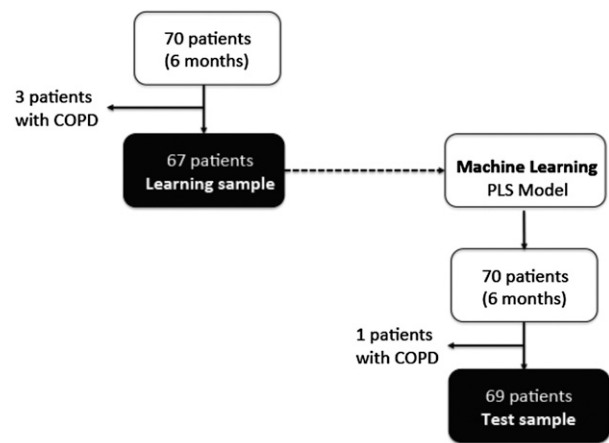 70 patients
(6 months)
3 patients
with COPD
67 patients
Learning sample
Machine Learning
PLS Model
70 patients
(6 months)
1 patients
with COPD
69 patients
Test sample